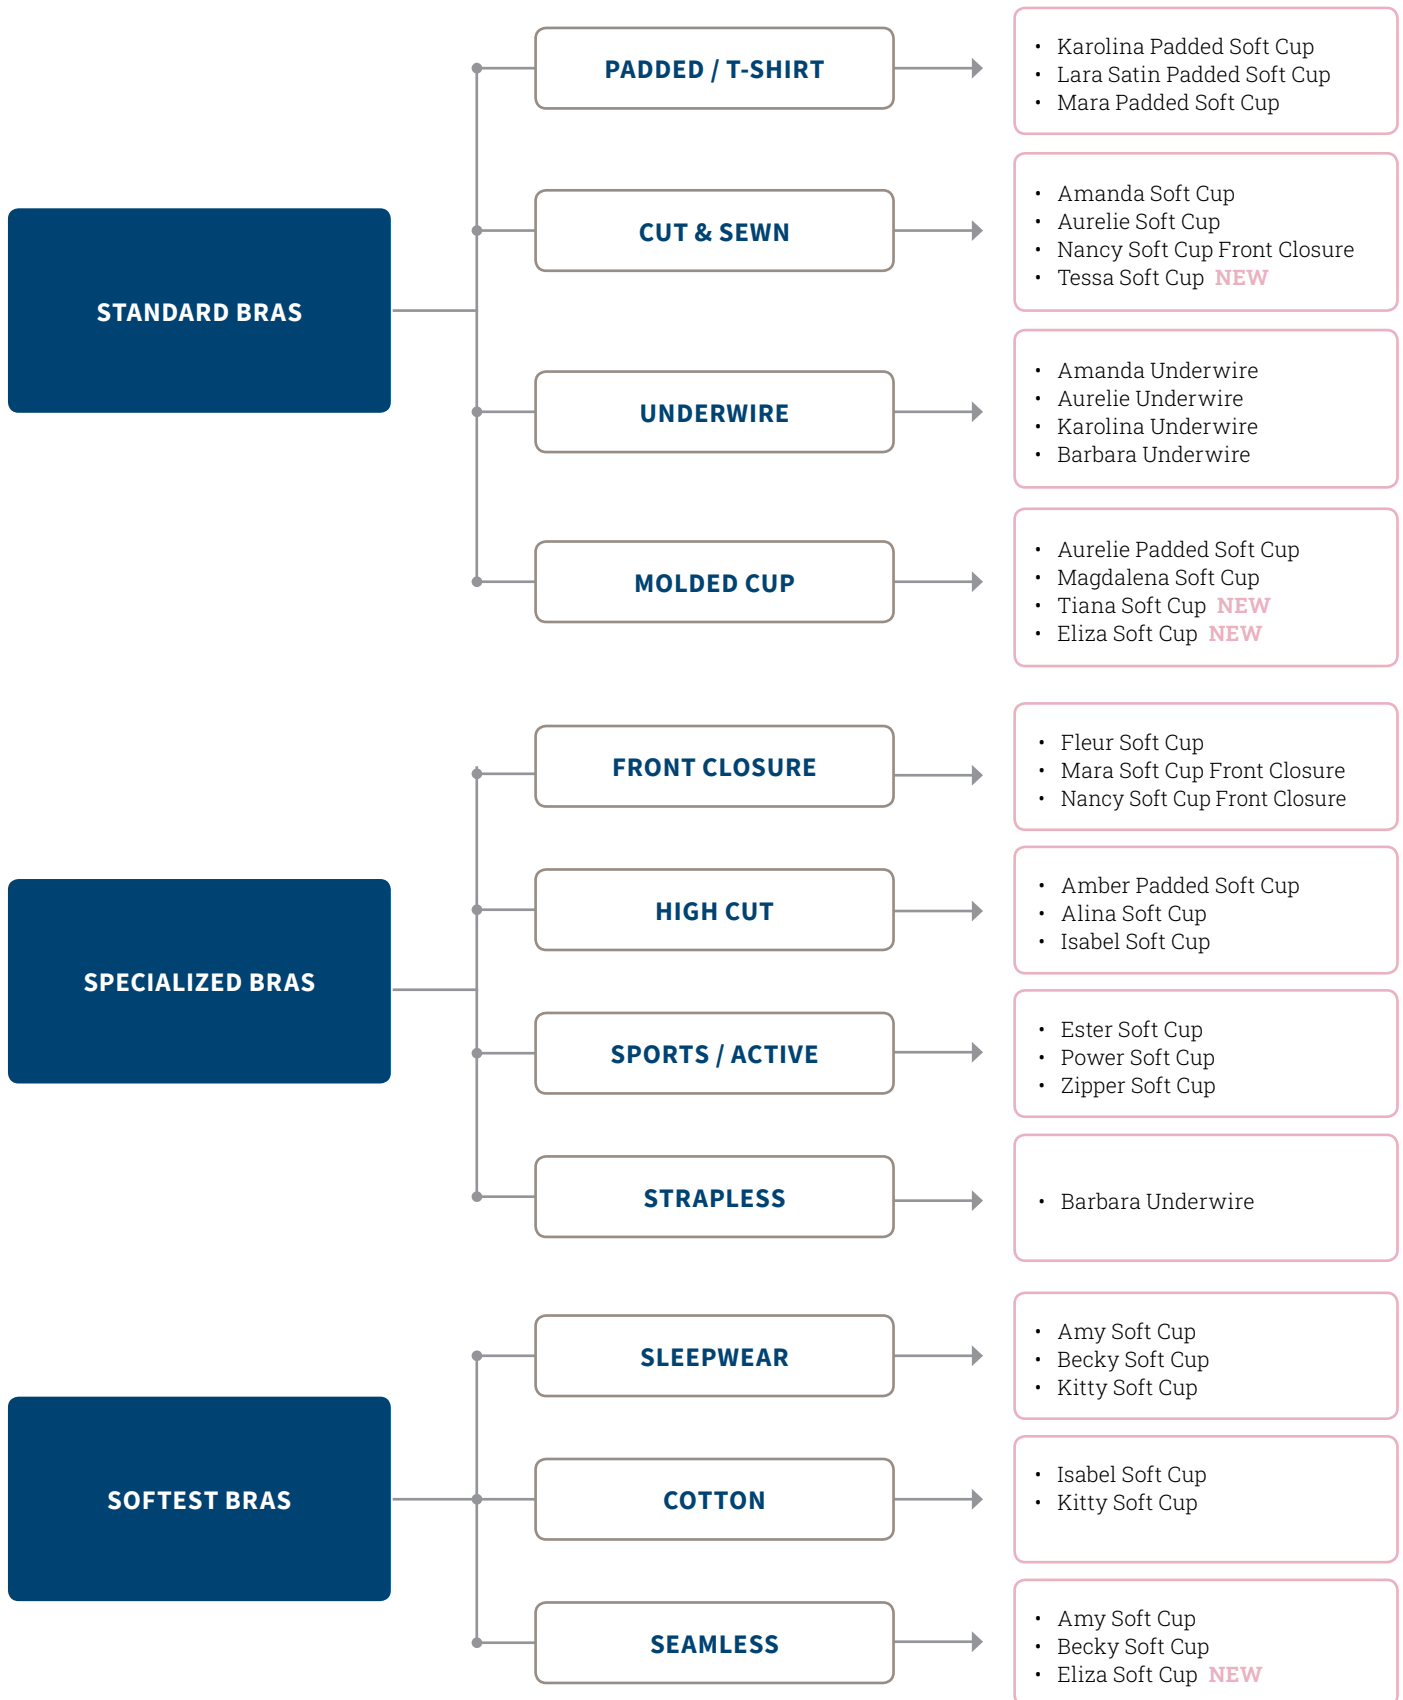 STANDARD BRAS
PADDED / T-SHIRT
• Karolina Padded Soft Cup
• Lara Satin Padded Soft Cup
• Mara Padded Soft Cup
CUT & SEWN
• Amanda Soft Cup
• Aurelie Soft Cup
• Nancy Soft Cup Front Closure
• Tessa Soft Cup NEW
UNDERWIRE
• Amanda Underwire
• Aurelie Underwire
• Karolina Underwire
• Barbara Underwire
MOLDED CUP
• Aurelie Padded Soft Cup
• Magdalena Soft Cup
• Tiana Soft Cup NEW
• Eliza Soft Cup NEW
SPECIALIZED BRAS
FRONT CLOSURE
• Fleur Soft Cup
• Mara Soft Cup Front Closure
• Nancy Soft Cup Front Closure
HIGH CUT
• Amber Padded Soft Cup
• Alina Soft Cup
• Isabel Soft Cup
SPORTS / ACTIVE
• Ester Soft Cup
• Power Soft Cup
• Zipper Soft Cup
STRAPLESS
• Barbara Underwire
SOFTEST BRAS
SLEEPWEAR
• Amy Soft Cup
• Becky Soft Cup
• Kitty Soft Cup
COTTON
• Isabel Soft Cup
• Kitty Soft Cup
SEAMLESS
• Amy Soft Cup
• Becky Soft Cup
• Eliza Soft Cup NEW